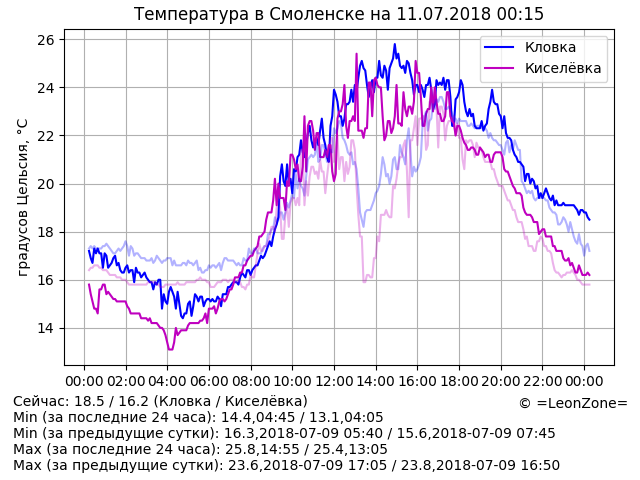 Температура в Смоленске на 11.07.2018 00:15
градусов Цельсия, °С
26
24
22
20
18
16
14
Кловка
Киселёвка
00:00 02:00 04:00 06:00 08:00 10:00 12:00 14:00 16:00 18:00 20:00 22:00 00:00
Сейчас: 18.5 / 16.2 (Кловка / Киселёвка)
© =LeonZone=
Min (за последние 24 часа): 14.4,04:45 / 13.1,04:05
Min (за предыдущие сутки): 16.3,2018-07-09 05:40 / 15.6,2018-07-09 07:45
Max (за последние 24 часа): 25.8,14:55 / 25.4,13:05
Max (за предыдущие сутки): 23.6,2018-07-09 17:05 / 23.8,2018-07-09 16:50